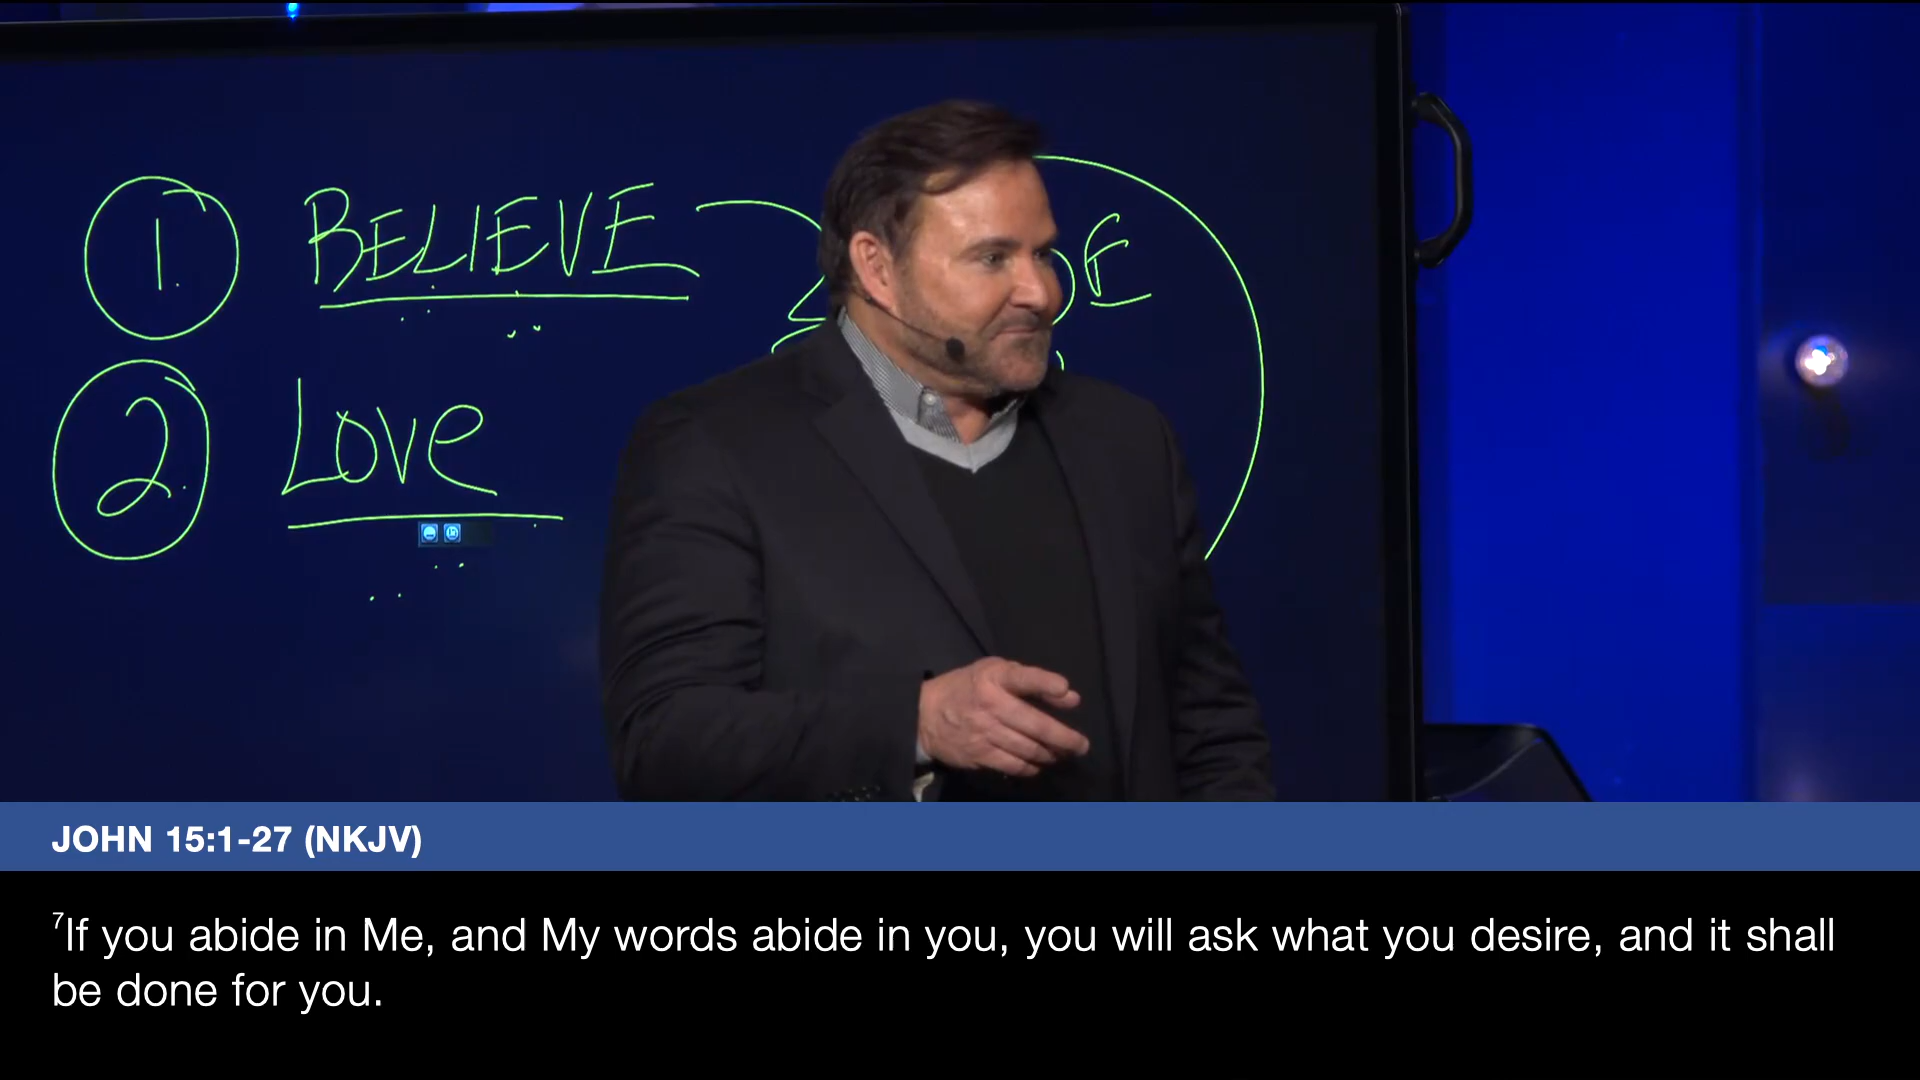 1. BELIEVE
2. Love
JOHN 15:1-27 (NKJV)
⁷If you abide in Me, and My words abide in you, you will ask what you desire, and it shall
be done for you.